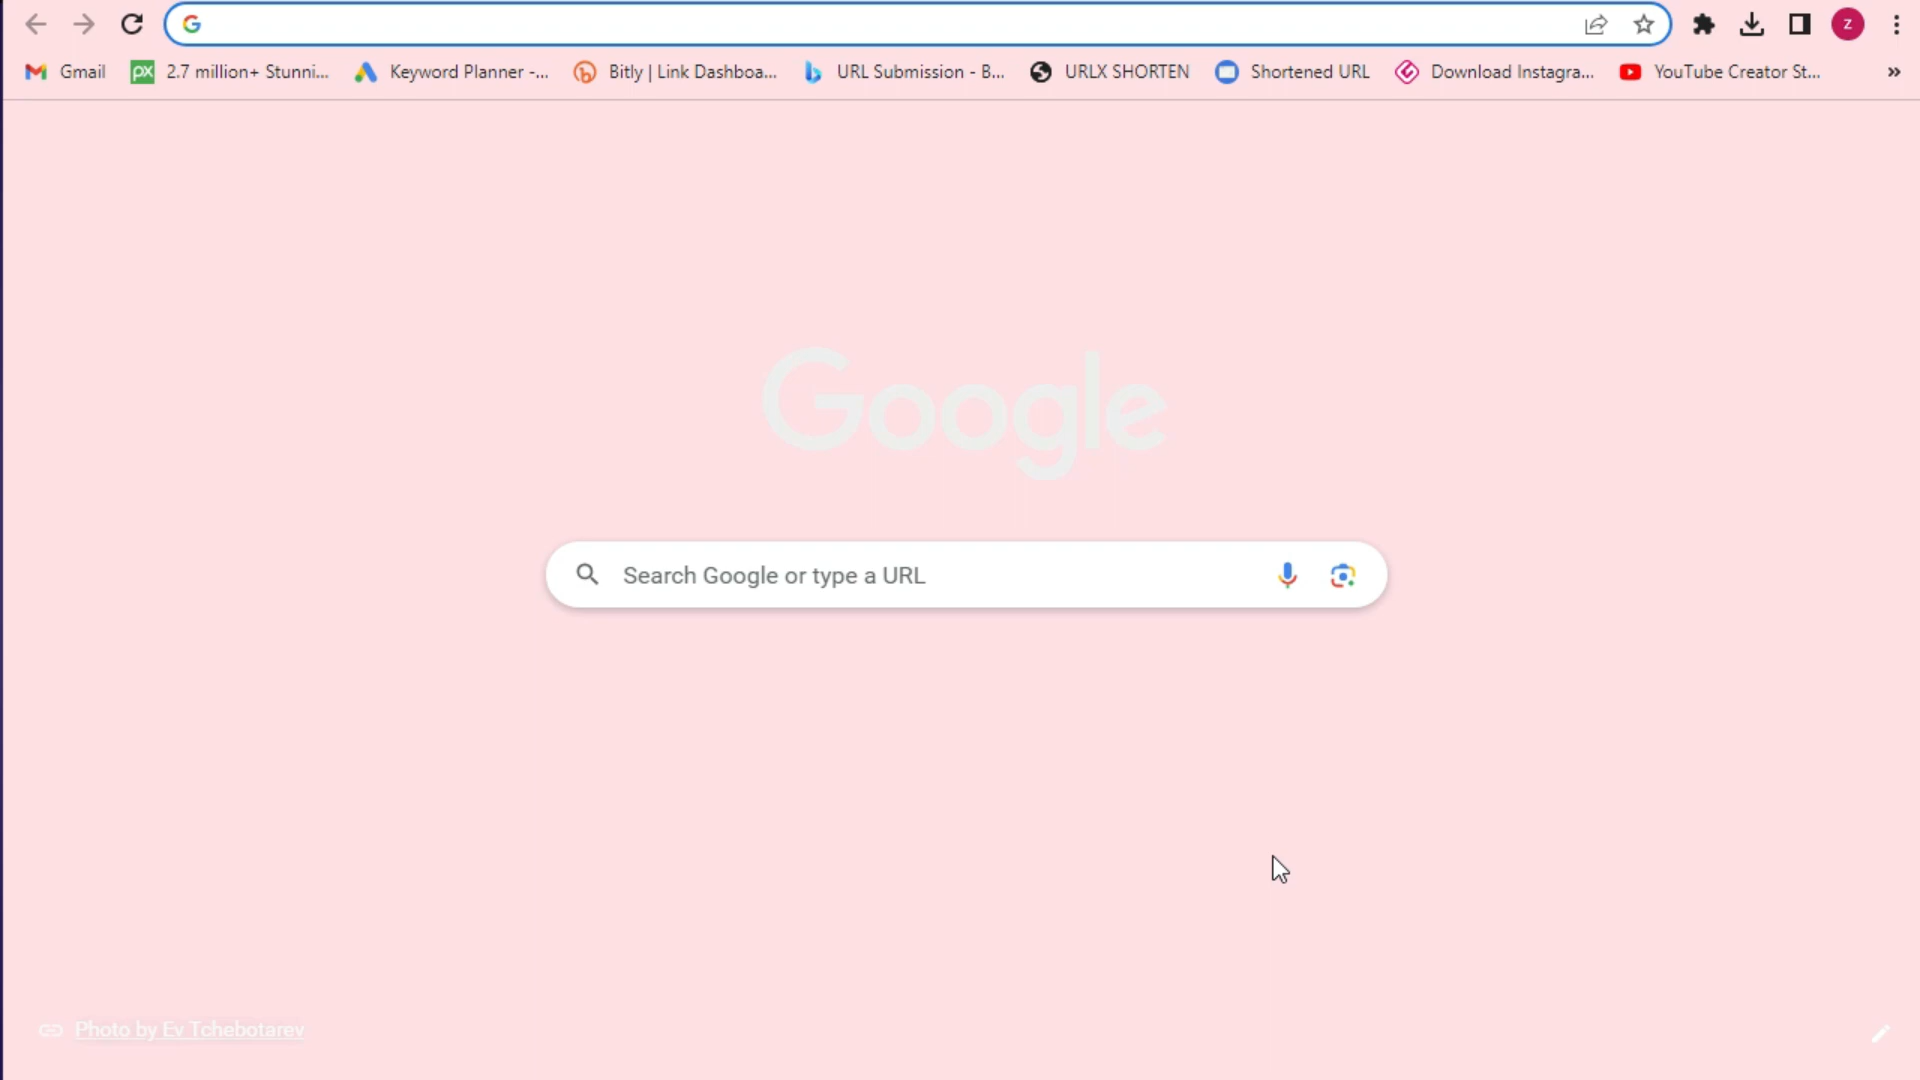 Gmail
px 2.7 million+ Stunni...
Keyword Planner -...
Bitly | Link Dashboa...
URL Submission - B...
URLX SHORTEN
Shortened URL
Download Instagra...
YouTube Creator St...
»
z
Google
Search Google or type a URL
Photo by Ev Tchebotarev